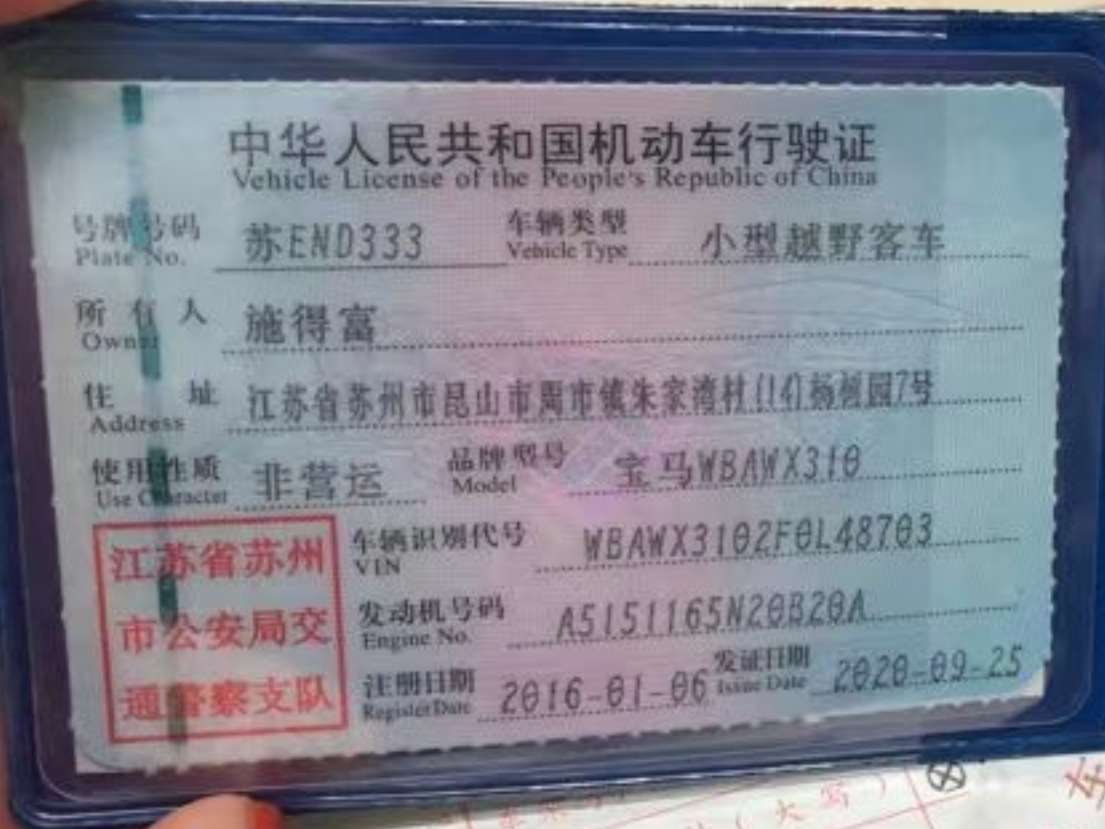 中华人民共和国机动车行驶证
Vehicle License of the People's Republic of China
号牌号码 苏END333 车辆类型 小型越野客车
Plate No. Vehicle Type
所有人 施得富
Owner
住址 江苏省苏州市昆山市周市镇朱家湾村(14)杨树园7号
Address
使用性质 非营运 品牌型号 宝马WBAWX310
Use Character Model
江苏省苏州
市公安局交
通警察支队
车辆识别代号 WBAWX3102F0L48703
VIN
发动机号码 A5151165N20B20A
Engine No.
注册日期 2016-01-06 发证日期 2020-09-25
Register Date Issue Date
(大写)
⊗
车